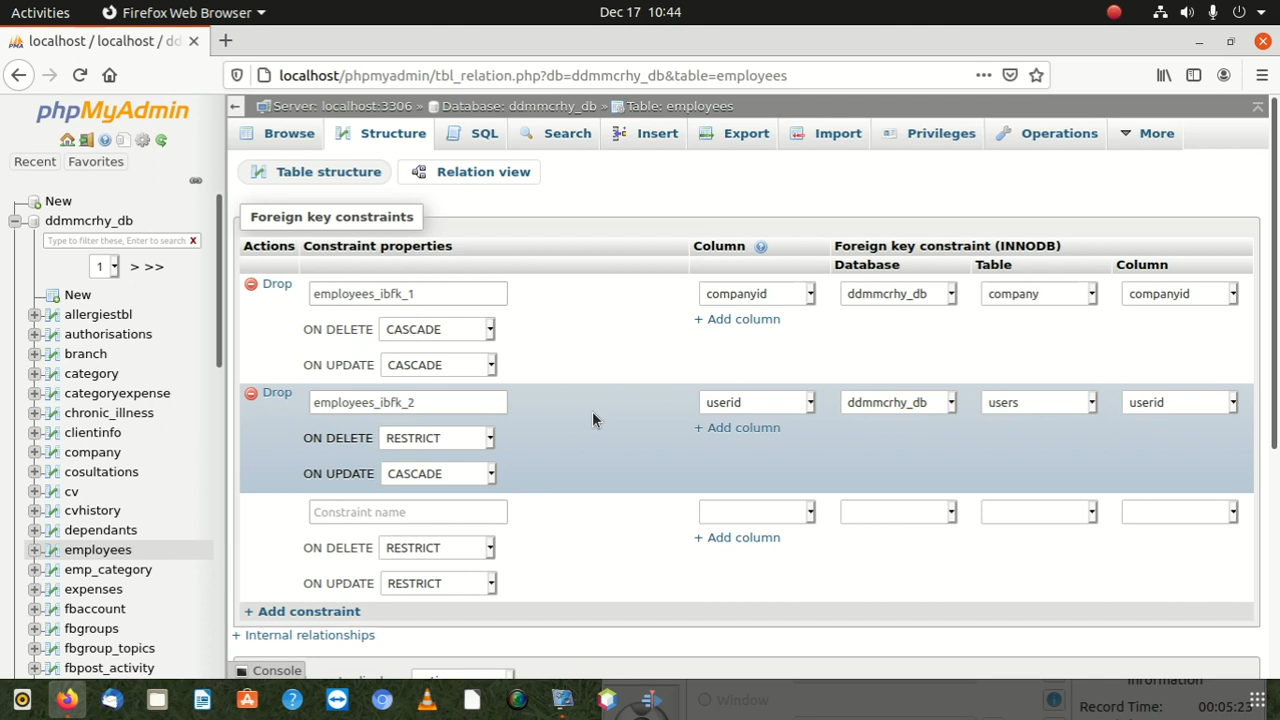 Activities
Firefox Web Browser
Dec 17 10:44
localhost / localhost / dd
localhost/phpmyadmin/tbl_relation.php?db=ddmmcrhy_db&table=employees
phpMyAdmin
Recent
Favorites
New
ddmmcrhy_db
Type to filter these, Enter to search
X
1
> >>
New
allergiestbl
authorisations
branch
category
categoryexpense
chronic_illness
clientinfo
company
cosultations
cv
cvhistory
dependants
employees
emp_category
expenses
fbaccount
fbgroups
fbgroup_topics
fbpost_activity
Server: localhost:3306 » Database: ddmmcrhy_db » Table: employees
Browse
Structure
SQL
Search
Insert
Export
Import
Privileges
Operations
More
Table structure
Relation view
Foreign key constraints
Actions
Constraint properties
Column
Foreign key constraint (INNODB)
Database
Table
Column
Drop
employees_ibfk_1
companyid
ddmmcrhy_db
company
companyid
ON DELETE CASCADE
+ Add column
ON UPDATE CASCADE
Drop
employees_ibfk_2
userid
ddmmcrhy_db
users
userid
ON DELETE RESTRICT
+ Add column
ON UPDATE CASCADE
Constraint name
ON DELETE RESTRICT
+ Add column
ON UPDATE RESTRICT
+ Add constraint
+ Internal relationships
Console
Window
Information
Record Time:
00:05:23